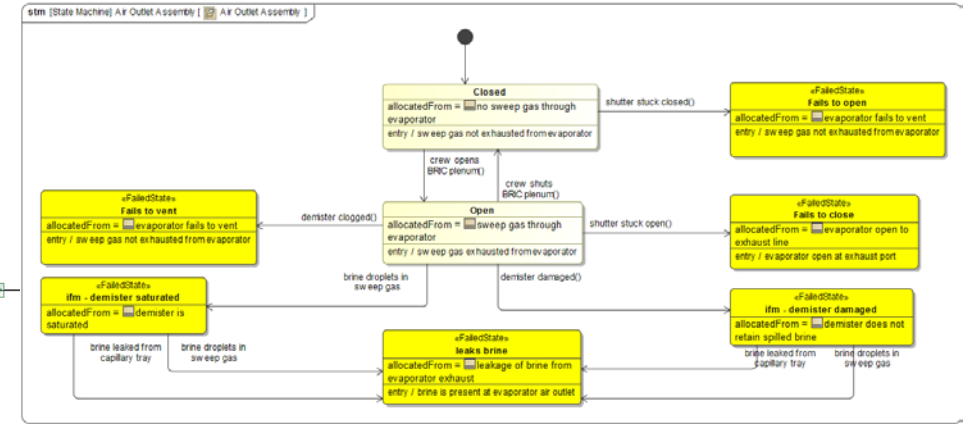 stm [State Machine] Air Outlet Assembly [ Air Outlet Assembly ]
Closed
allocatedFrom = no sweep gas through
evaporator
entry / sweep gas not exhausted from evaporator
shutter stuck closed()
«FailedState»
Fails to open
allocatedFrom = evaporator fails to vent
entry / sweep gas not exhausted from evaporator
crew opens
BRIC plenum()
crew shuts
BRIC plenum()
«FailedState»
Fails to vent
allocatedFrom = evaporator fails to vent
entry / sweep gas not exhausted from evaporator
demister clogged()
Open
allocatedFrom = sweep gas through
evaporator
entry / sweep gas exhausted from evaporator
shutter stuck open()
«FailedState»
Fails to close
allocatedFrom = evaporator open to
exhaust line
entry / evaporator open at exhaust port
brine droplets in
sweep gas
demister damaged()
«FailedState»
ifm - demister saturated
allocatedFrom = demister is
saturated
«FailedState»
ifm - demister damaged
allocatedFrom = demister does not
retain spilled brine
brine leaked from
capillary tray
brine droplets in
sweep gas
«FailedState»
leaks brine
allocatedFrom = leakage of brine from
evaporator exhaust
entry / brine is present at evaporator air outlet
brine leaked from
capillary tray
brine droplets in
sweep gas